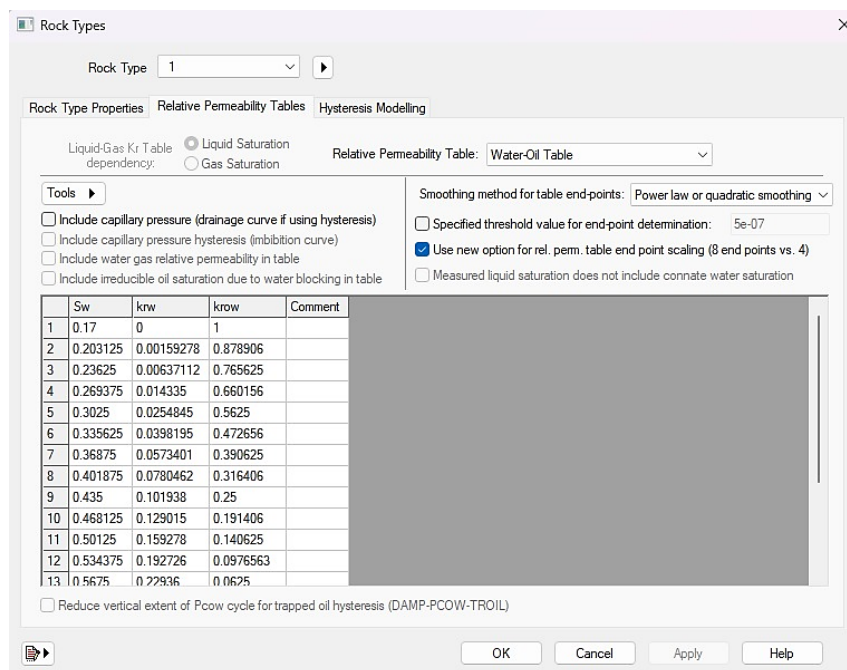 Rock Types
Rock Type 1
Rock Type Properties Relative Permeability Tables Hysteresis Modelling
Liquid-Gas Kr Table dependency:
Liquid Saturation
Gas Saturation
Relative Permeability Table: Water-Oil Table
Tools
Include capillary pressure (drainage curve if using hysteresis)
Include capillary pressure hysteresis (imbibition curve)
Include water gas relative permeability in table
Include irreducible oil saturation due to water blocking in table
Smoothing method for table end-points: Power law or quadratic smoothing
Specified threshold value for end-point determination: 5e-07
Use new option for rel. perm. table end point scaling (8 end points vs. 4)
Measured liquid saturation does not include connate water saturation
Sw krw krow Comment
1 0.17 0 1
2 0.203125 0.00159278 0.878906
3 0.23625 0.00637112 0.765625
4 0.269375 0.014335 0.660156
5 0.3025 0.0254845 0.5625
6 0.335625 0.0398195 0.472656
7 0.36875 0.0573401 0.390625
8 0.401875 0.0780462 0.316406
9 0.435 0.101938 0.25
10 0.468125 0.129015 0.191406
11 0.50125 0.159278 0.140625
12 0.534375 0.192726 0.0976563
13 0.5675 0.22936 0.0625
Reduce vertical extent of Pcow cycle for trapped oil hysteresis (DAMP-PCOW-TROIL)
OK Cancel Apply Help